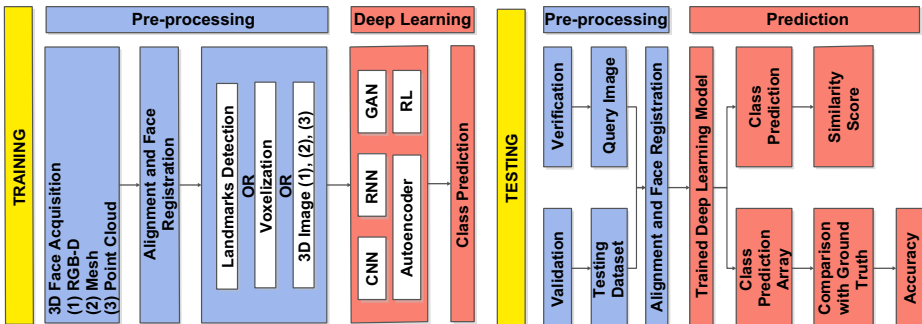 TRAINING
Pre-processing
3D Face Acquisition
(1) RGB-D
(2) Mesh
(3) Point Cloud
Alignment and Face
Registration
Landmarks Detection
OR
Voxelization
OR
3D Image (1), (2), (3)
Deep Learning
CNN
RNN
GAN
Autoencoder
RL
Class Prediction
TESTING
Pre-processing
Verification
Query Image
Validation
Testing
Dataset
Alignment and Face Registration
Prediction
Trained Deep Learning Model
Class
Prediction
Similarity
Score
Class
Prediction
Array
Comparison
with Ground
Truth
Accuracy